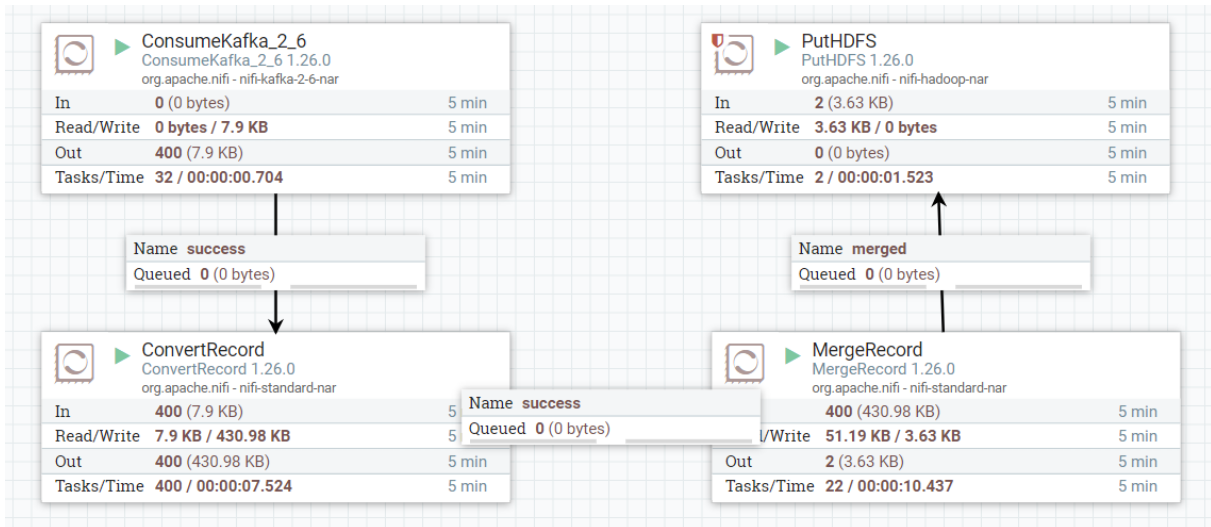 ConsumeKafka_2_6
ConsumeKafka_2_6 1.26.0
org.apache.nifi - nifi-kafka-2-6-nar
In 0 (0 bytes) 5 min
Read/Write 0 bytes / 7.9 KB 5 min
Out 400 (7.9 KB) 5 min
Tasks/Time 32 / 00:00:00.704 5 min
Name success
Queued 0 (0 bytes)
ConvertRecord
ConvertRecord 1.26.0
org.apache.nifi - nifi-standard-nar
In 400 (7.9 KB) 5
Read/Write 7.9 KB / 430.98 KB 5
Out 400 (430.98 KB) 5 min
Tasks/Time 400 / 00:00:07.524 5 min
Name success
Queued 0 (0 bytes)
PutHDFS
PutHDFS 1.26.0
org.apache.nifi - nifi-hadoop-nar
In 2 (3.63 KB) 5 min
Read/Write 3.63 KB / 0 bytes 5 min
Out 0 (0 bytes) 5 min
Tasks/Time 2 / 00:00:01.523 5 min
Name merged
Queued 0 (0 bytes)
MergeRecord
MergeRecord 1.26.0
org.apache.nifi - nifi-standard-nar
400 (430.98 KB) 5 min
/Write 51.19 KB / 3.63 KB 5 min
Out 2 (3.63 KB) 5 min
Tasks/Time 22 / 00:00:10.437 5 min